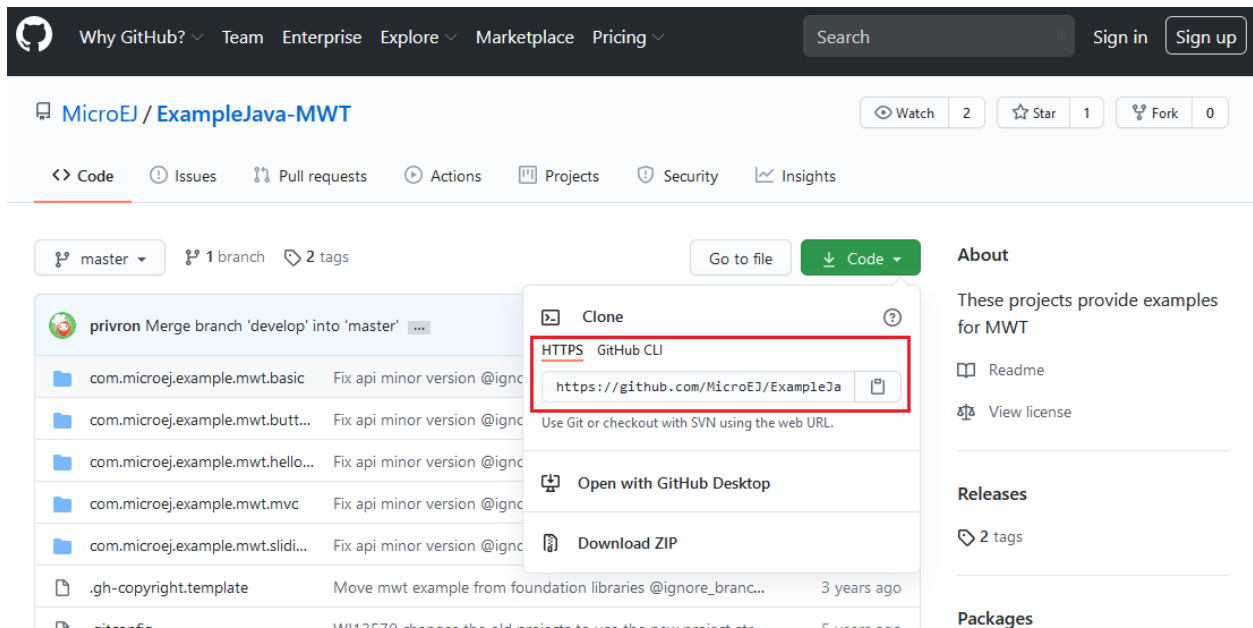 Why GitHub? Team Enterprise Explore Marketplace Pricing Search Sign in Sign up
MicroEJ / ExampleJava-MWT Watch 2 Star 1 Fork 0
Code Issues Pull requests Actions Projects Security Insights
master 1 branch 2 tags Go to file Code
About
These projects provide examples
for MWT
Readme
View license
Releases
2 tags
Packages
privron Merge branch 'develop' into 'master' ...
com.microej.example.mwt.basic Fix api minor version @igno
com.microej.example.mwt.butt... Fix api minor version @igno
com.microej.example.mwt.hello... Fix api minor version @igno
com.microej.example.mwt.mvc Fix api minor version @igno
com.microej.example.mwt.slidi... Fix api minor version @igno
.gh-copyright.template Move mwt example from foundation libraries @ignore_branc... 3 years ago
Clone
HTTPS GitHub CLI
https://github.com/MicroEJ/ExampleJa
Use Git or checkout with SVN using the web URL.
Open with GitHub Desktop
Download ZIP